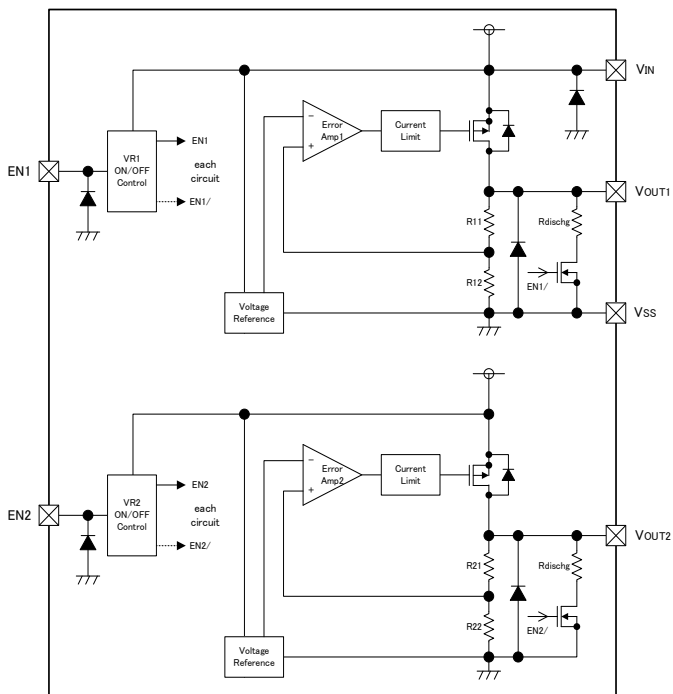 VIN
EN1
VR1
ON/OFF
Control
EN1
each
circuit
EN1/
−
+
Error
Amp1
Current
Limit
VOUT1
R11
Rdischg
R12
EN1/
Voltage
Reference
VSS
EN2
VR2
ON/OFF
Control
EN2
each
circuit
EN2/
−
+
Error
Amp2
Current
Limit
VOUT2
R21
Rdischg
R22
EN2/
Voltage
Reference